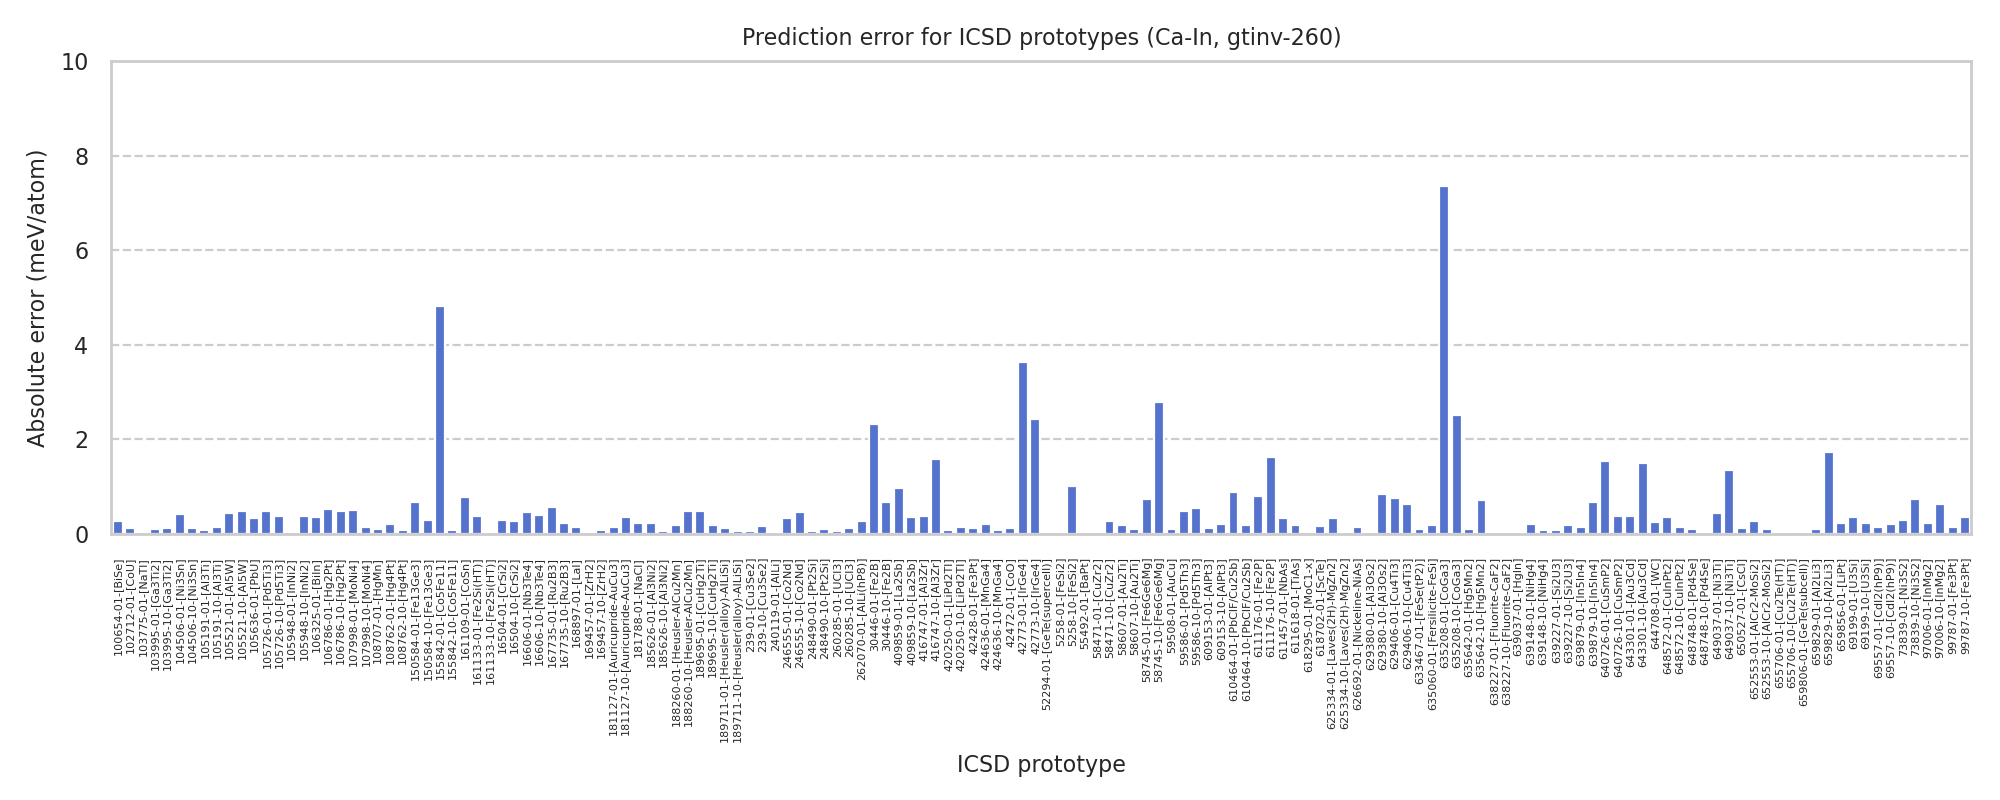 Prediction error for ICSD prototypes (Ca-In, gtinv-260)
Absolute error (meV/atom)
10
8
6
4
2
0
100654-01-[BiSe]
102712-01-[CoU]
103775-01-[NaTl]
103995-01-[Ga3Ti2]
103995-10-[Ga3Ti2]
104506-01-[Ni3Sn]
104506-10-[Ni3Sn]
105191-01-[Al3Ti]
105191-10-[Al3Ti]
105521-01-[Al5W]
105521-10-[Al5W]
105636-01-[PbU]
105726-01-[Pd5Ti3]
105726-10-[Pd5Ti3]
105948-01-[InNi2]
105948-10-[InNi2]
106325-01-[BiIn]
106786-01-[Hg2Pt]
106786-10-[Hg2Pt]
107998-01-[MoNi4]
107998-10-[MoNi4]
108707-01-[HgMn]
108762-01-[Hg4Pt]
108762-10-[Hg4Pt]
150584-01-[Fe13Ge3]
150584-10-[Fe13Ge3]
155842-01-[Co5Fe11]
155842-10-[Co5Fe11]
161109-01-[CoSn]
161133-01-[Fe2Si(HT)]
161133-10-[Fe2Si(HT)]
16504-01-[CrSi2]
16504-10-[CrSi2]
16606-01-[Nb3Te4]
16606-10-[Nb3Te4]
167735-01-[Ru2B3]
167735-10-[Ru2B3]
168897-01-[LaI]
169457-01-[ZrH2]
169457-10-[ZrH2]
181127-01-[Auricupride-AuCu3]
181127-10-[Auricupride-AuCu3]
181788-01-[NaCl]
185626-01-[Al3Ni2]
185626-10-[Al3Ni2]
188260-01-[Heusler-AlCu2Mn]
188260-10-[Heusler-AlCu2Mn]
189695-01-[CuHg2Ti]
189695-10-[CuHg2Ti]
189711-01-[Heusler(alloy)-AlLiSi]
189711-10-[Heusler(alloy)-AlLiSi]
239-01-[Cu3Se2]
239-10-[Cu3Se2]
240119-01-[AlLi]
246555-01-[Co2Nd]
246555-10-[Co2Nd]
248490-01-[Pt2Si]
248490-10-[Pt2Si]
260285-01-[UCl3]
260285-10-[UCl3]
262070-01-[AlLi(hP8)]
30446-01-[Fe2B]
30446-10-[Fe2B]
409859-01-[La2Sb]
409859-10-[La2Sb]
416747-01-[Al3Zr]
416747-10-[Al3Zr]
420250-01-[LiPd2Tl]
420250-10-[LiPd2Tl]
42428-01-[Fe3Pt]
424636-01-[MnGa4]
424636-10-[MnGa4]
42472-01-[CoO]
42773-01-[IrGe4]
42773-10-[IrGe4]
52294-01-[GeTe(supercell)]
5258-01-[FeSi2]
5258-10-[FeSi2]
55492-01-[BaPt]
58471-01-[CuZr2]
58471-10-[CuZr2]
58607-01-[Au2Ti]
58607-10-[Au2Ti]
58745-01-[Fe6Ge6Mg]
58745-10-[Fe6Ge6Mg]
59508-01-[AuCu]
59586-01-[Pd5Th3]
59586-10-[Pd5Th3]
609153-01-[AlPt3]
609153-10-[AlPt3]
610464-01-[PbClF/Cu2Sb]
610464-10-[PbClF/Cu2Sb]
611176-01-[Fe2P]
611176-10-[Fe2P]
611457-01-[NbAs]
611618-01-[TiAs]
618295-01-[MoC1-x]
618702-01-[ScTe]
625334-01-[Laves(2H)-MgZn2]
625334-10-[Laves(2H)-MgZn2]
626692-01-[Nickeline-NiAs]
629380-01-[Al3Os2]
629380-10-[Al3Os2]
629406-01-[Cu4Ti3]
629406-10-[Cu4Ti3]
633467-01-[FeSe(tP2)]
635060-01-[Fersilicite-FeSi]
635208-01-[CoGa3]
635208-10-[CoGa3]
635642-01-[Hg5Mn2]
635642-10-[Hg5Mn2]
638227-01-[Fluorite-CaF2]
638227-10-[Fluorite-CaF2]
639037-01-[HgIn]
639148-01-[NiHg4]
639148-10-[NiHg4]
639227-01-[Si2U3]
639227-10-[Si2U3]
639879-01-[In5In4]
639879-10-[In5In4]
640726-01-[CuSmP2]
640726-10-[CuSmP2]
643301-01-[Au3Cd]
643301-10-[Au3Cd]
644708-01-[WC]
648572-01-[CuInPt2]
648572-10-[CuInPt2]
648748-01-[Pd4Se]
648748-10-[Pd4Se]
649037-01-[Ni3Ti]
649037-10-[Ni3Ti]
650527-01-[CsCl]
652553-01-[AlCr2-MoSi2]
652553-10-[AlCr2-MoSi2]
655706-01-[Cu2Te(HT)]
655706-10-[Cu2Te(HT)]
659806-01-[GeTe(subcell)]
659829-01-[Al2Li3]
659829-10-[Al2Li3]
659856-01-[LiPt]
69199-01-[U3Si]
69199-10-[U3Si]
69557-01-[CdI2(hP9)]
69557-10-[CdI2(hP9)]
73839-01-[Ni3S2]
73839-10-[Ni3S2]
97006-01-[InMg2]
97006-10-[InMg2]
99787-01-[Fe3Pt]
99787-10-[Fe3Pt]
ICSD prototype